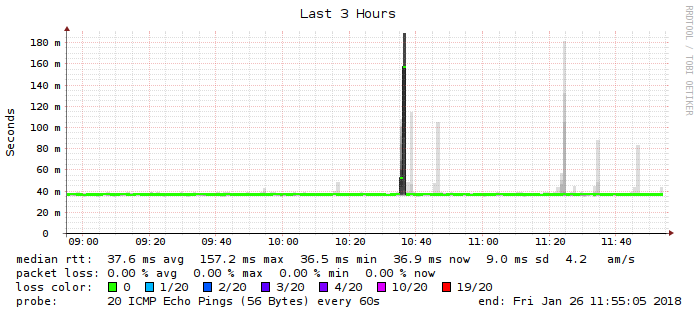 Last 3 Hours
RRDTOOL / TOBI OETIKER
Seconds
180 m
160 m
140 m
120 m
100 m
80 m
60 m
40 m
20 m
0
09:00 09:20 09:40 10:00 10:20 10:40 11:00 11:20 11:40
median rtt: 37.6 ms avg 157.2 ms max 36.5 ms min 36.9 ms now 9.0 ms sd 4.2 am/s
packet loss: 0.00 % avg 0.00 % max 0.00 % min 0.00 % now
loss color: 0 1/20 2/20 3/20 4/20 10/20 19/20
probe: 20 ICMP Echo Pings (56 Bytes) every 60s end: Fri Jan 26 11:55:05 2018